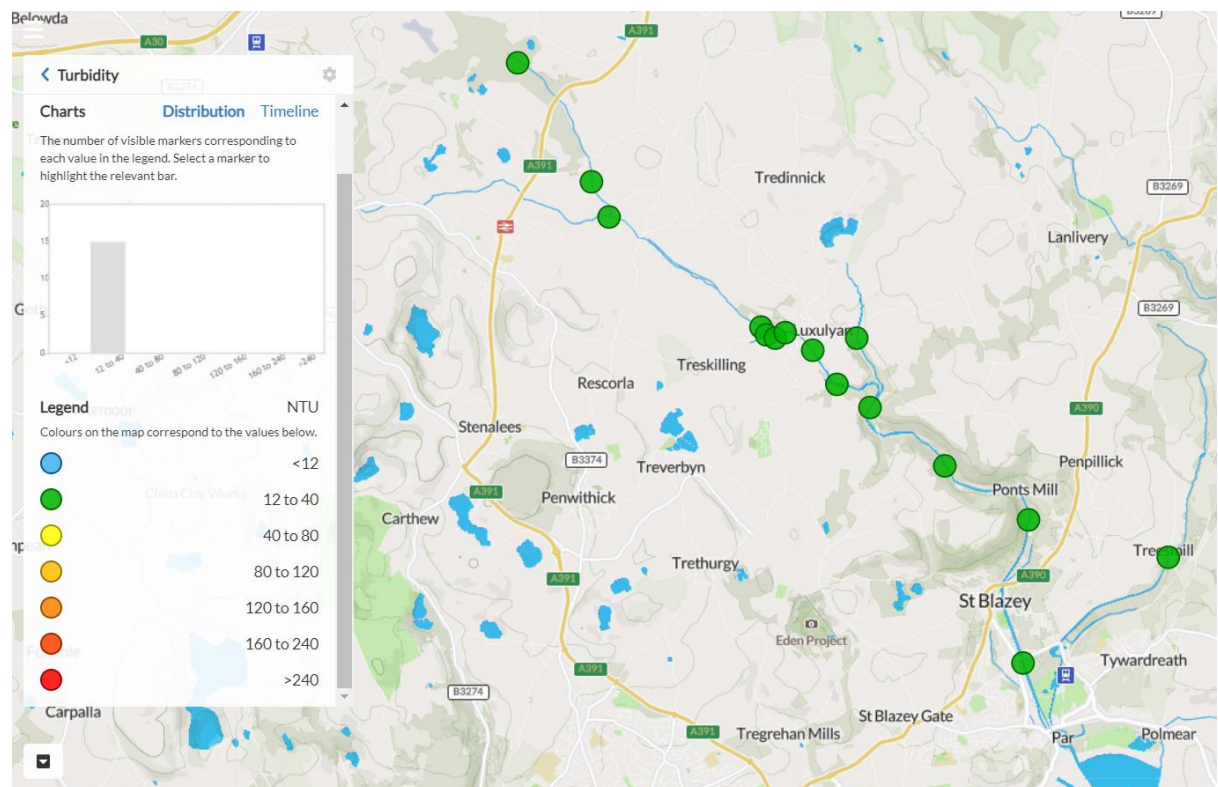 Belowda
A30
A391
B3269
Turbidity
B3274
Charts Distribution Timeline
The number of visible markers corresponding to
each value in the legend. Select a marker to
highlight the relevant bar.
20
15
10
5
0
<12 12 to 40 40 to 80 80 to 120 120 to 160 160 to 240 >240
Legend NTU
Colours on the map correspond to the values below.
<12
12 to 40
40 to 80
80 to 120
120 to 160
160 to 240
>240
China Clay Works
Carpalla
A391
Tredinnick
B3269
Lanlivery
B3269
Luxulyan
Treskilling
Rescorla
A390
Stenalees
B3374
Treverbyn
Penpillick
A391
Penwithick
Ponts Mill
Carthew
Trethurgy
Treesmill
A391
A390
St Blazey
Eden Project
A391
Tywardreath
B3274
St Blazey Gate
A391
Tregrehan Mills
Par
Polmear